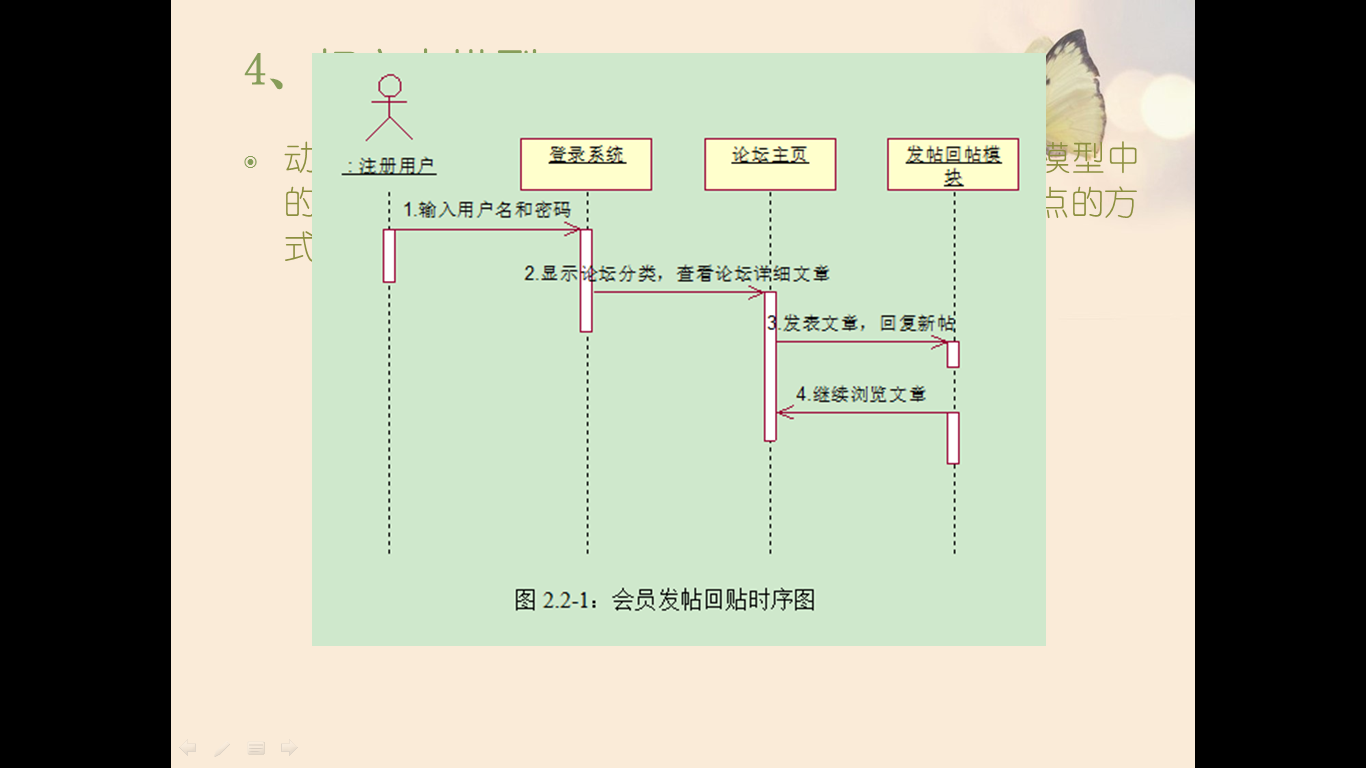 4、
动
模型中
的
点的方
式
: 注册用户
登录系统
论坛主页
发帖回帖模
块
1.输入用户名和密码
2.显示论坛分类，查看论坛详细文章
3.发表文章，回复新帖
4.继续浏览文章
图 2.2-1：会员发帖回贴时序图